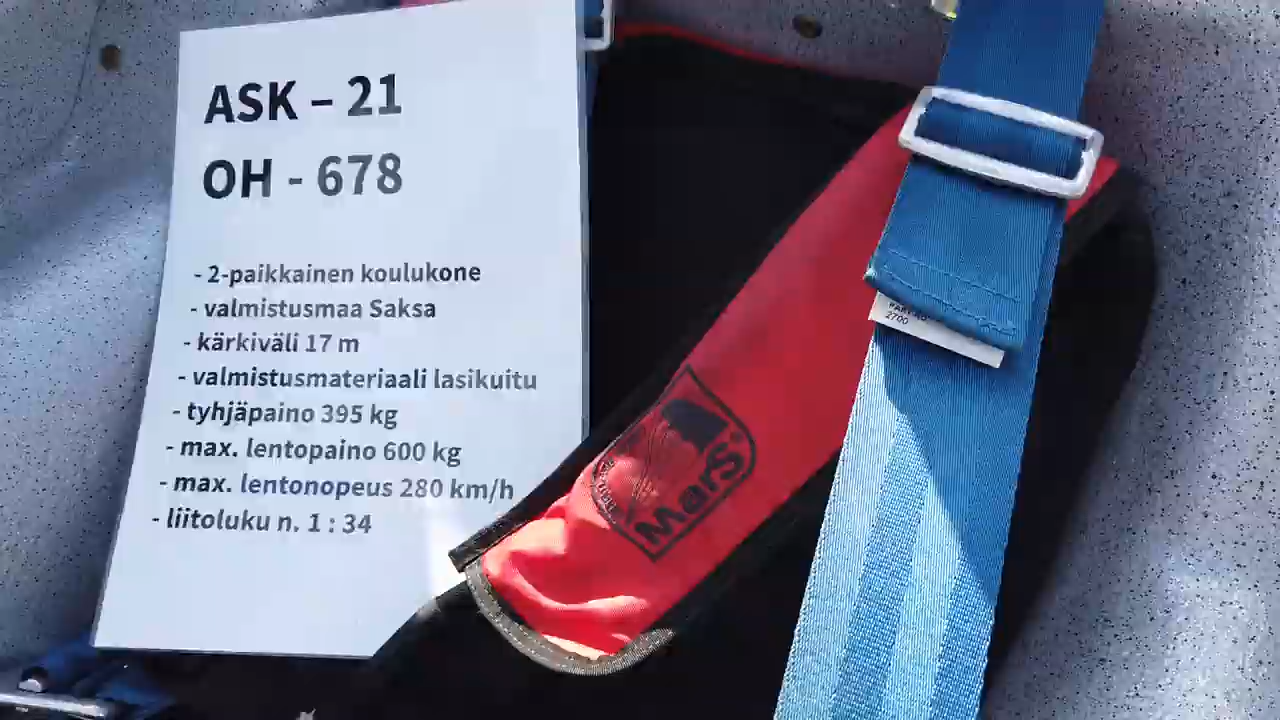 ASK – 21
OH - 678
- 2-paikkainen koulukone
- valmistusmaa Saksa
- kärkiväli 17 m
- valmistusmateriaali lasikuitu
- tyhjäpaino 395 kg
- max. lentopaino 600 kg
- max. lentonopeus 280 km/h
- liitoluku n. 1 : 34
MarS
2700